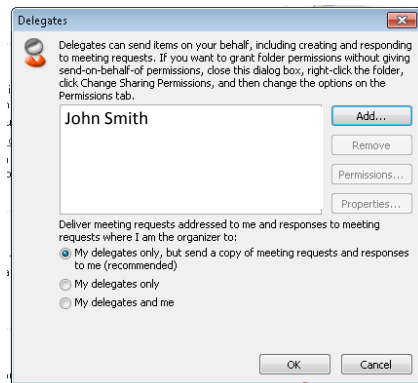 Delegates
Delegates can send items on your behalf, including creating and responding
to meeting requests. If you want to grant folder permissions without giving
send-on-behalf-of permissions, close this dialog box, right-click the folder,
click Change Sharing Permissions, and then change the options on the
Permissions tab.
John Smith
Add...
Remove
Permissions...
Properties...
Deliver meeting requests addressed to me and responses to meeting
requests where I am the organizer to:
My delegates only, but send a copy of meeting requests and responses
to me (recommended)
My delegates only
My delegates and me
OK
Cancel